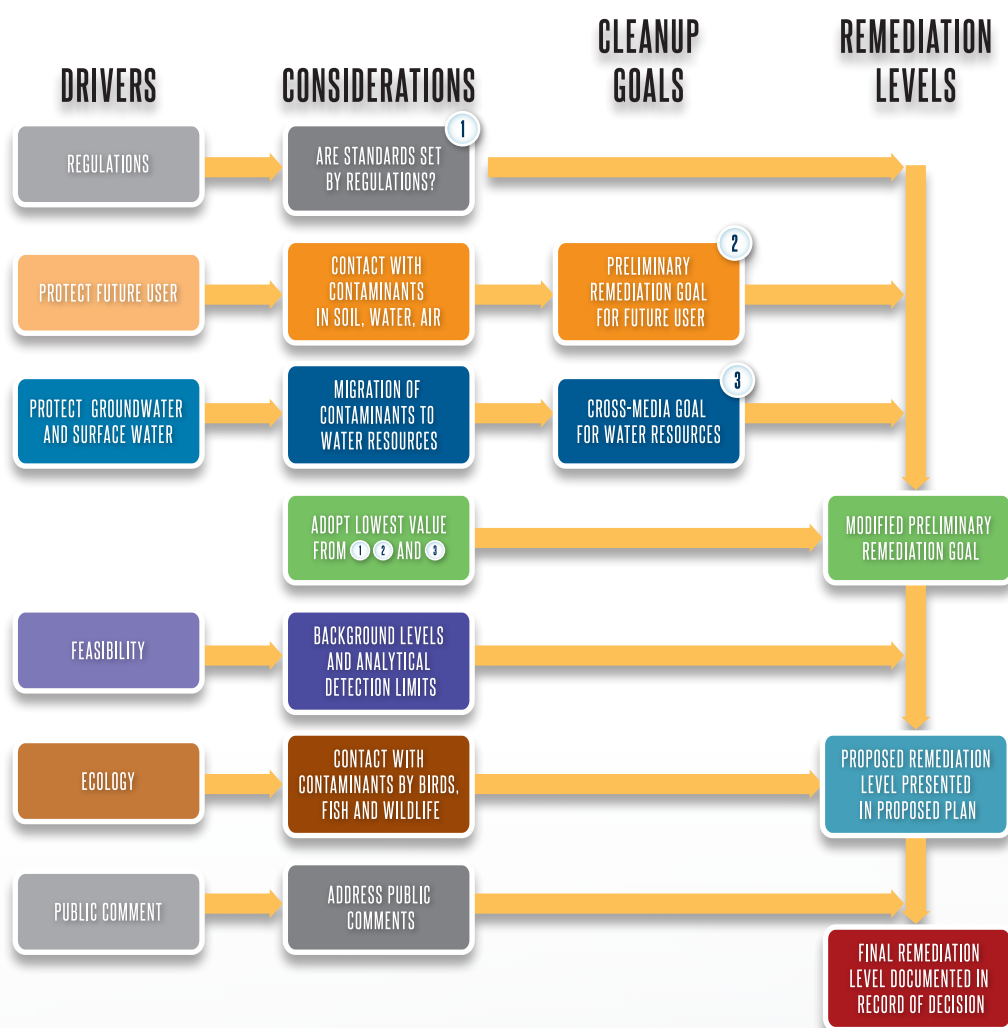 DRIVERS
CONSIDERATIONS
CLEANUP
GOALS
REMEDIATION
LEVELS
REGULATIONS
1
ARE STANDARDS SET
BY REGULATIONS?
PROTECT FUTURE USER
CONTACT WITH
CONTAMINANTS
IN SOIL, WATER, AIR
2
PRELIMINARY
REMEDIATION GOAL
FOR FUTURE USER
PROTECT GROUNDWATER
AND SURFACE WATER
MIGRATION OF
CONTAMINANTS TO
WATER RESOURCES
3
CROSS-MEDIA GOAL
FOR WATER RESOURCES
ADOPT LOWEST VALUE
FROM 1 2 AND 3
MODIFIED PRELIMINARY
REMEDIATION GOAL
FEASIBILITY
BACKGROUND LEVELS
AND ANALYTICAL
DETECTION LIMITS
ECOLOGY
CONTACT WITH
CONTAMINANTS BY BIRDS,
FISH AND WILDLIFE
PROPOSED REMEDIATION
LEVEL PRESENTED
IN PROPOSED PLAN
PUBLIC COMMENT
ADDRESS PUBLIC
COMMENTS
FINAL REMEDIATION
LEVEL DOCUMENTED IN
RECORD OF DECISION